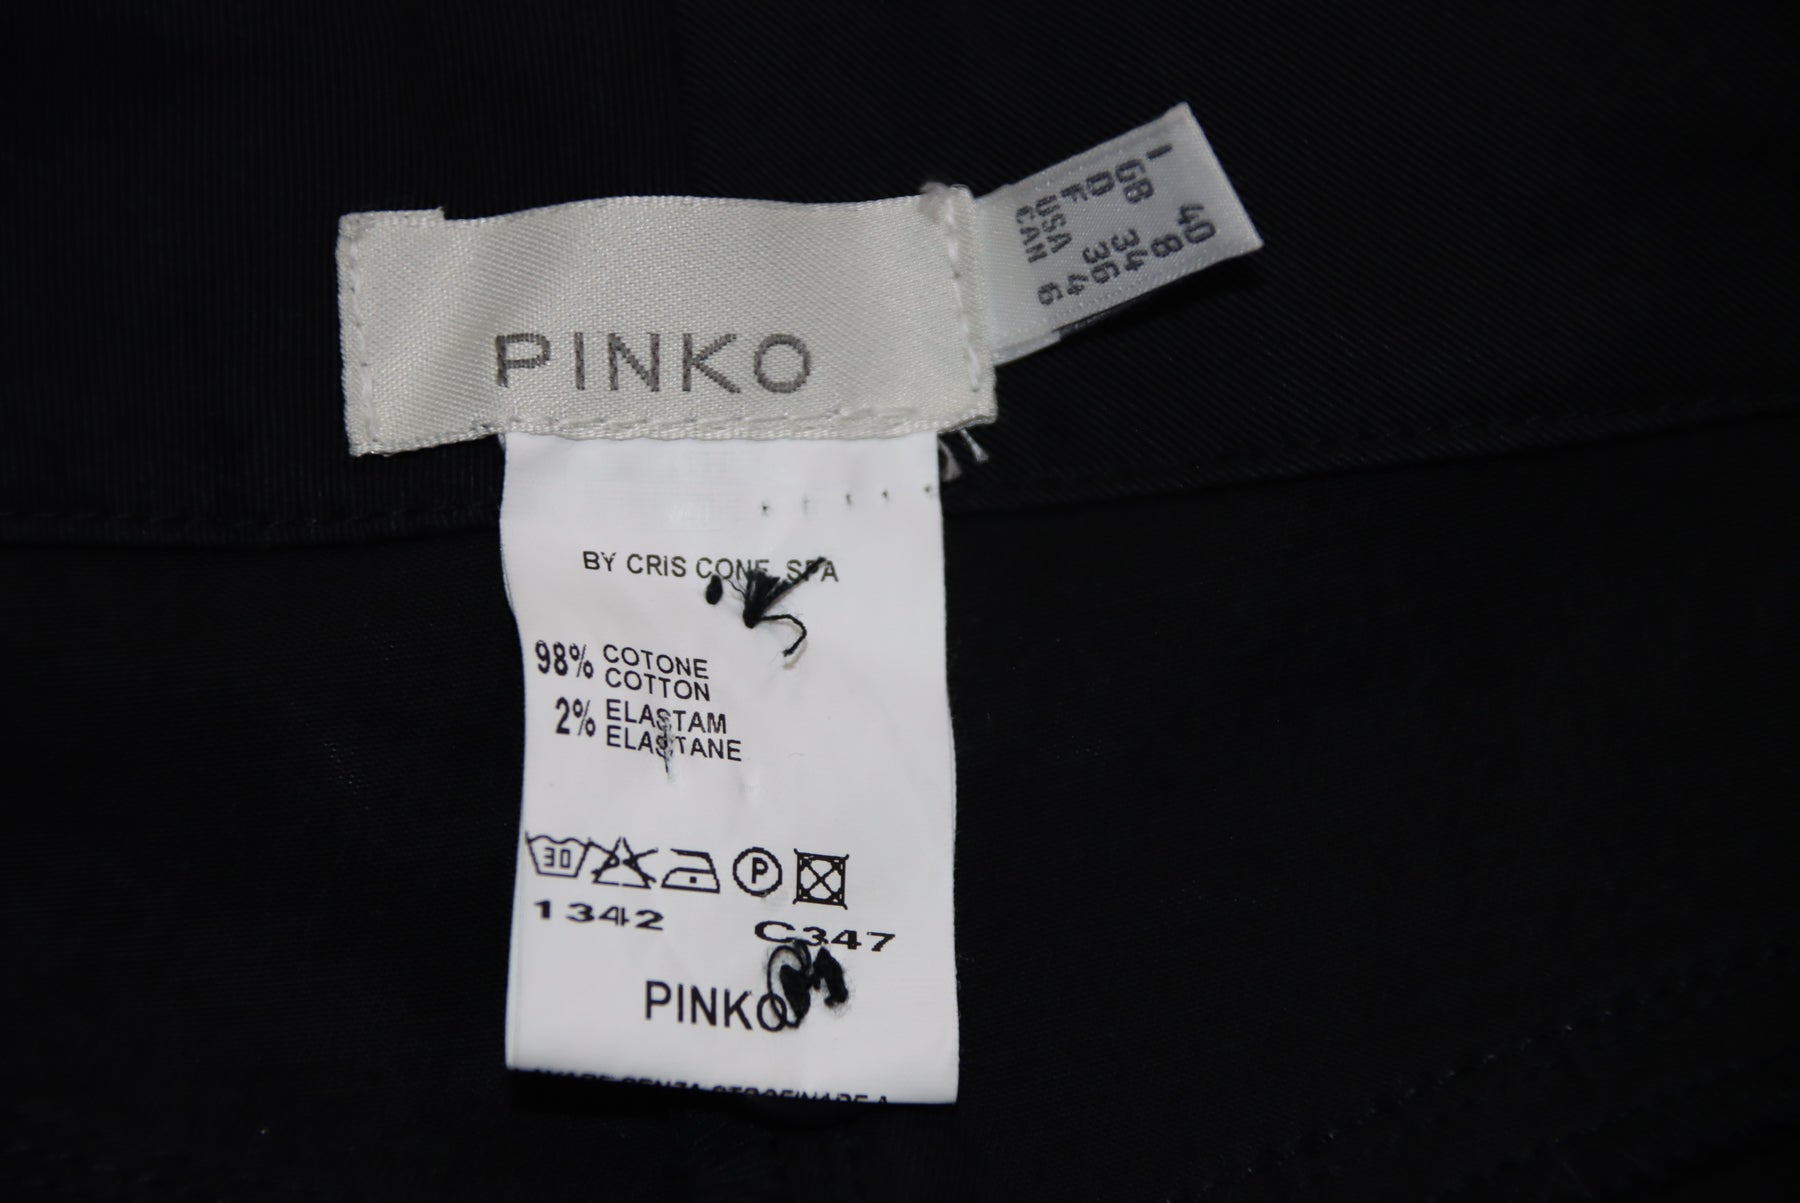 PINKO
I 40
GB 8
D 34
F 36
USA 4
CAN 6
BY CRIS CONF. SPA
98% COTONE
COTTON
2% ELASTAM
ELASTANE
30 P
1342 C347
PINKO